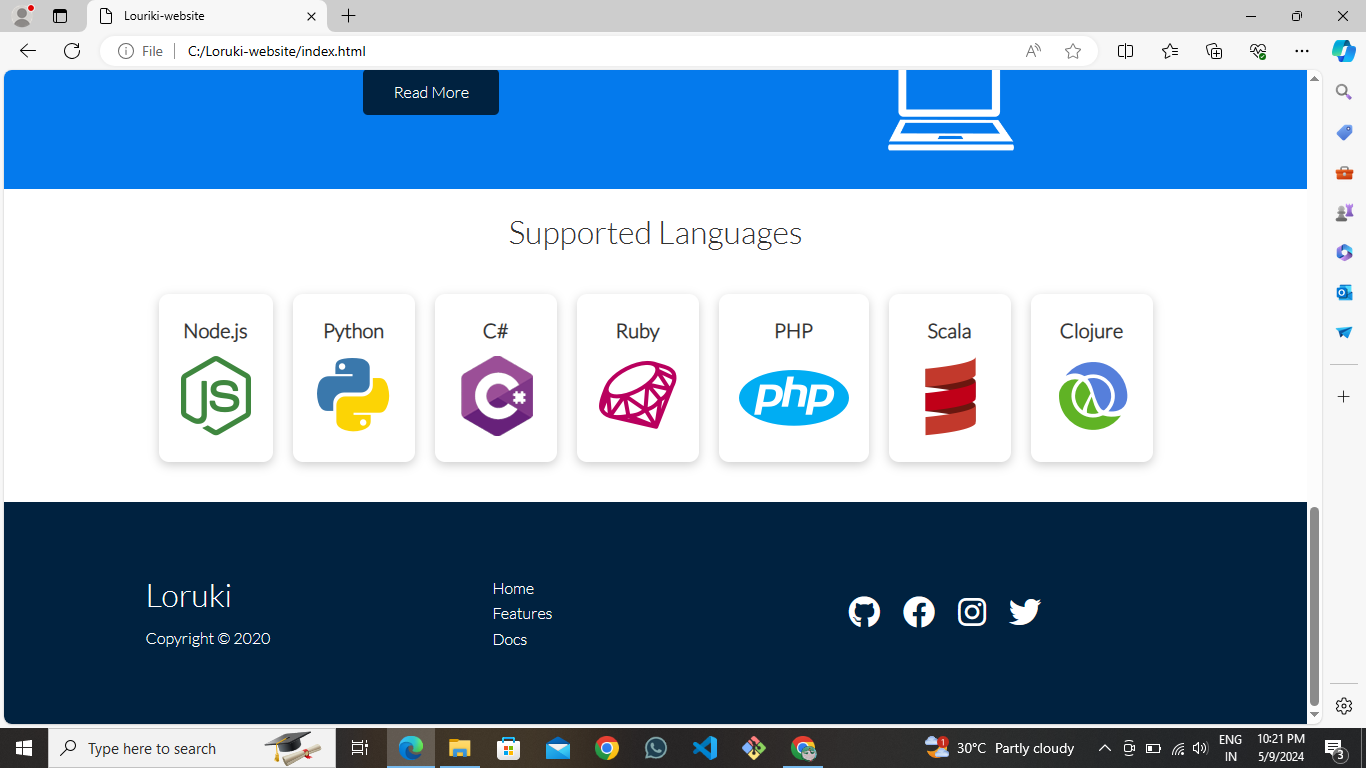 Louriki-website
File
C:/Loruki-website/index.html
Read More
Supported Languages
Node.js
Python
C#
Ruby
PHP
Scala
Clojure
JS
C#
php
Loruki
Copyright © 2020
Home
Features
Docs
Type here to search
1
30°C Partly cloudy
ENG
IN
10:21 PM
5/9/2024
3